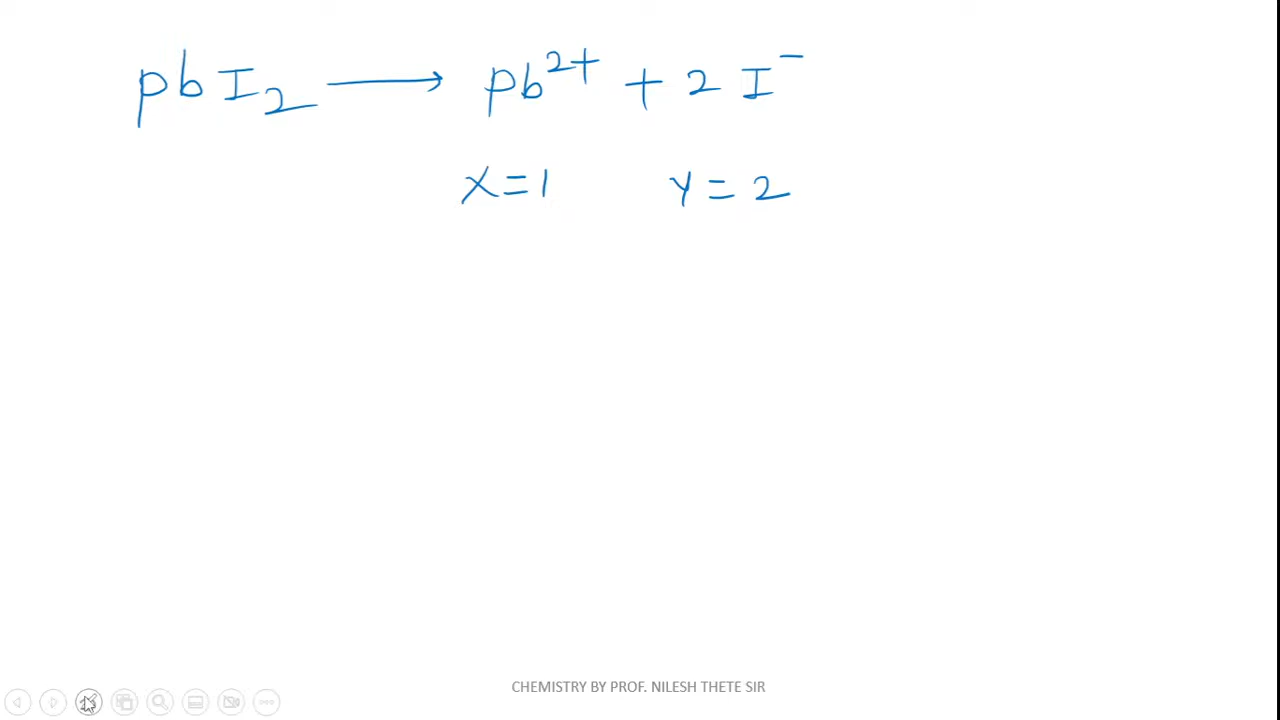 pbI₂ ⟶ pb²⁺ + 2 I⁻
x=1 y=2
CHEMISTRY BY PROF. NILESH THETE SIR